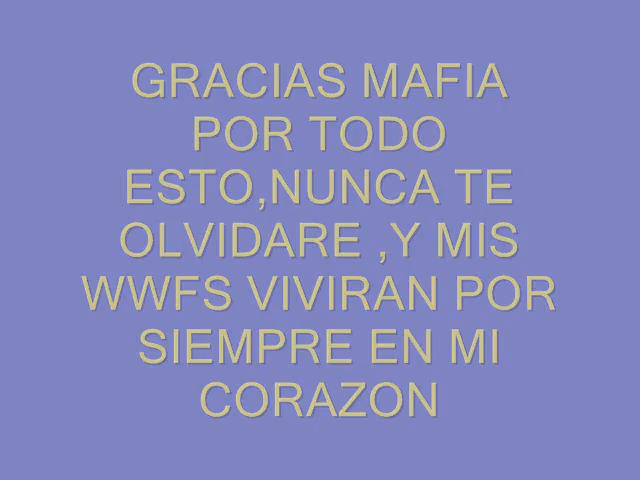 GRACIAS MAFIA
POR TODO
ESTO,NUNCA TE
OLVIDARE ,Y MIS
WWFS VIVIRAN POR
SIEMPRE EN MI
CORAZON